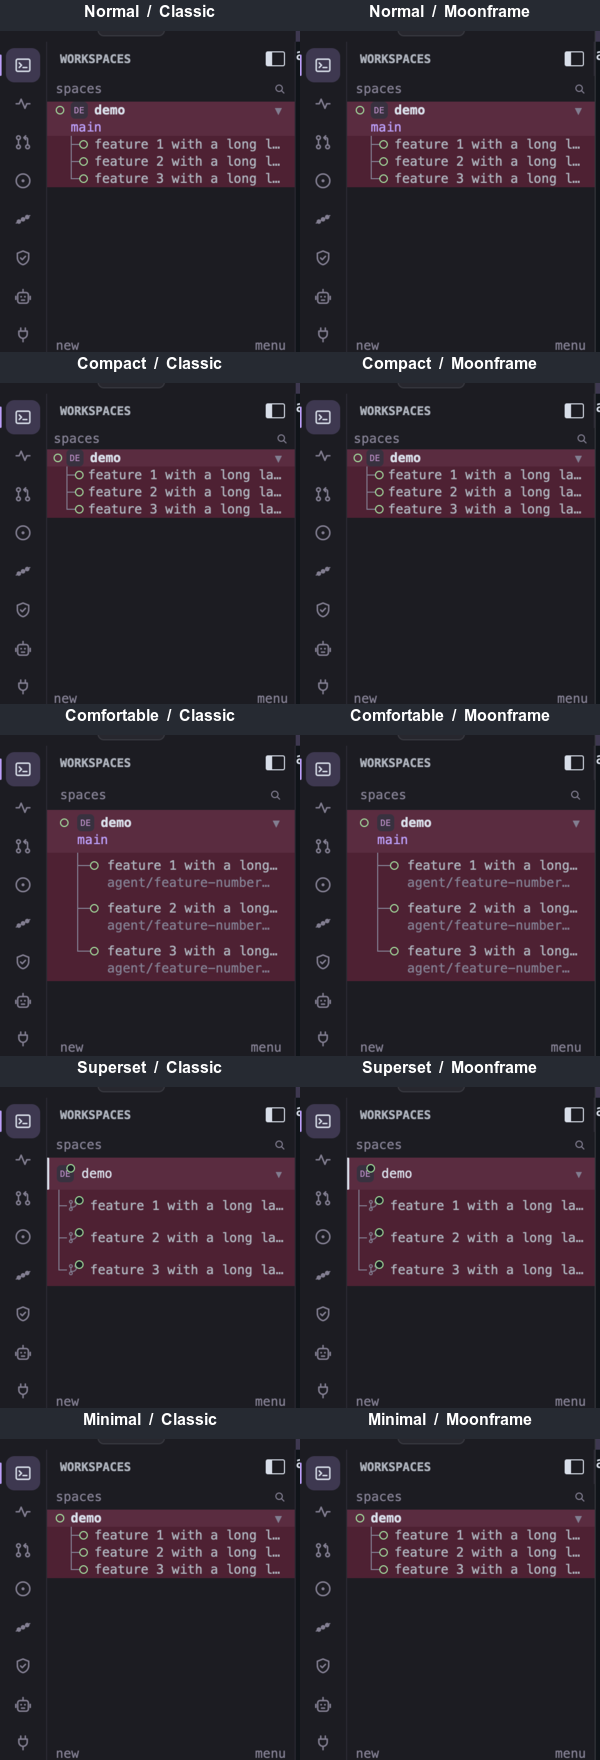 Normal / Classic
Normal / Moonframe
WORKSPACES
WORKSPACES
spaces
spaces
DE demo ▼
DE demo ▼
main
main
feature 1 with a long l…
feature 1 with a long l…
feature 2 with a long l…
feature 2 with a long l…
feature 3 with a long l…
feature 3 with a long l…
new menu
new menu
Compact / Classic
Compact / Moonframe
WORKSPACES
WORKSPACES
spaces
spaces
DE demo ▼
DE demo ▼
feature 1 with a long la…
feature 1 with a long la…
feature 2 with a long la…
feature 2 with a long la…
feature 3 with a long la…
feature 3 with a long la…
new menu
new menu
Comfortable / Classic
Comfortable / Moonframe
WORKSPACES
WORKSPACES
spaces
spaces
DE demo ▼
DE demo ▼
main
main
feature 1 with a long…
feature 1 with a long…
agent/feature-number…
agent/feature-number…
feature 2 with a long…
feature 2 with a long…
agent/feature-number…
agent/feature-number…
feature 3 with a long…
feature 3 with a long…
agent/feature-number…
agent/feature-number…
new menu
new menu
Superset / Classic
Superset / Moonframe
WORKSPACES
WORKSPACES
spaces
spaces
DE demo ▼
DE demo ▼
feature 1 with a long la…
feature 1 with a long la…
feature 2 with a long la…
feature 2 with a long la…
feature 3 with a long la…
feature 3 with a long la…
new menu
new menu
Minimal / Classic
Minimal / Moonframe
WORKSPACES
WORKSPACES
spaces
spaces
demo ▼
demo ▼
feature 1 with a long l…
feature 1 with a long l…
feature 2 with a long l…
feature 2 with a long l…
feature 3 with a long l…
feature 3 with a long l…
new menu
new menu